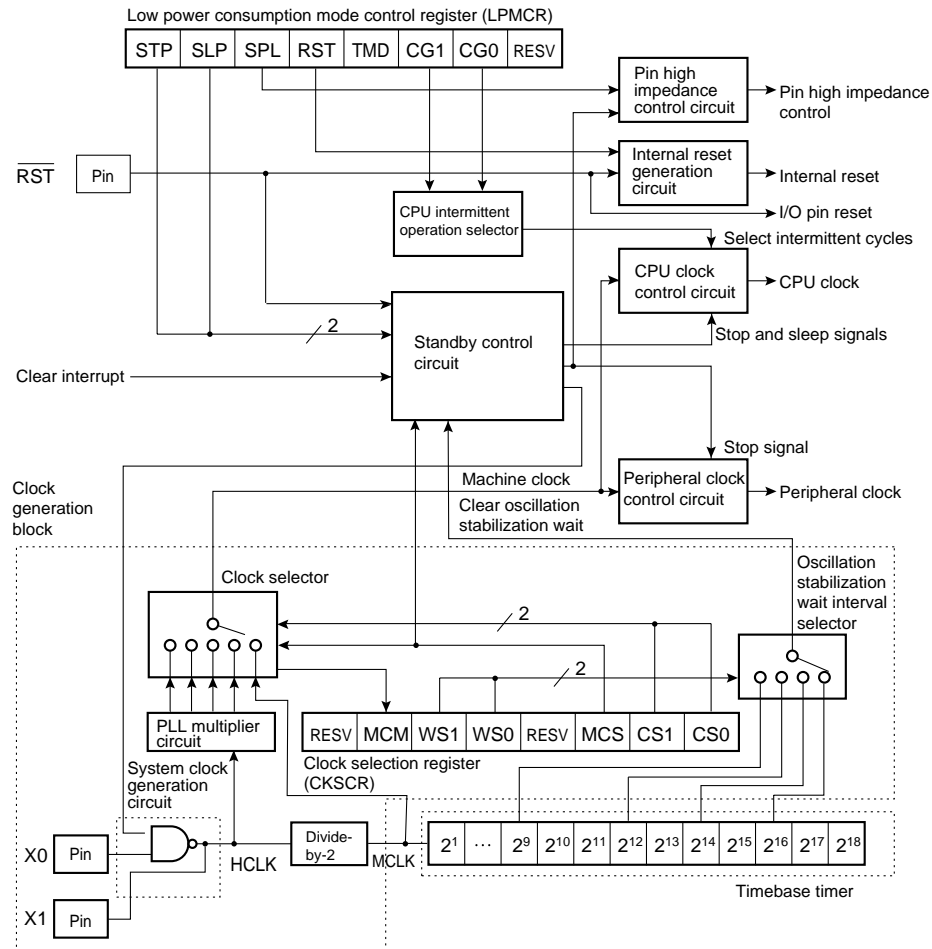 Low power consumption mode control register (LPMCR)
STP SLP SPL RST TMD CG1 CG0 RESV
Pin high
impedance
control circuit
Pin high impedance
control
RST
Pin
Internal reset
generation
circuit
Internal reset
I/O pin reset
CPU intermittent
operation selector
Select intermittent cycles
CPU clock
control circuit
CPU clock
2
Standby control
circuit
Stop and sleep signals
Clear interrupt
Stop signal
Machine clock
Peripheral clock
control circuit
Peripheral clock
Clock
generation
block
Clear oscillation
stabilization wait
Clock selector
Oscillation
stabilization
wait interval
selector
2
2
PLL multiplier
circuit
RESV MCM WS1 WS0 RESV MCS CS1 CS0
Clock selection register
(CKSCR)
System clock
generation
circuit
X0
Pin
HCLK
Divide-
by-2
MCLK
2¹ ... 2⁹ 2¹⁰ 2¹¹ 2¹² 2¹³ 2¹⁴ 2¹⁵ 2¹⁶ 2¹⁷ 2¹⁸
Timebase timer
X1
Pin